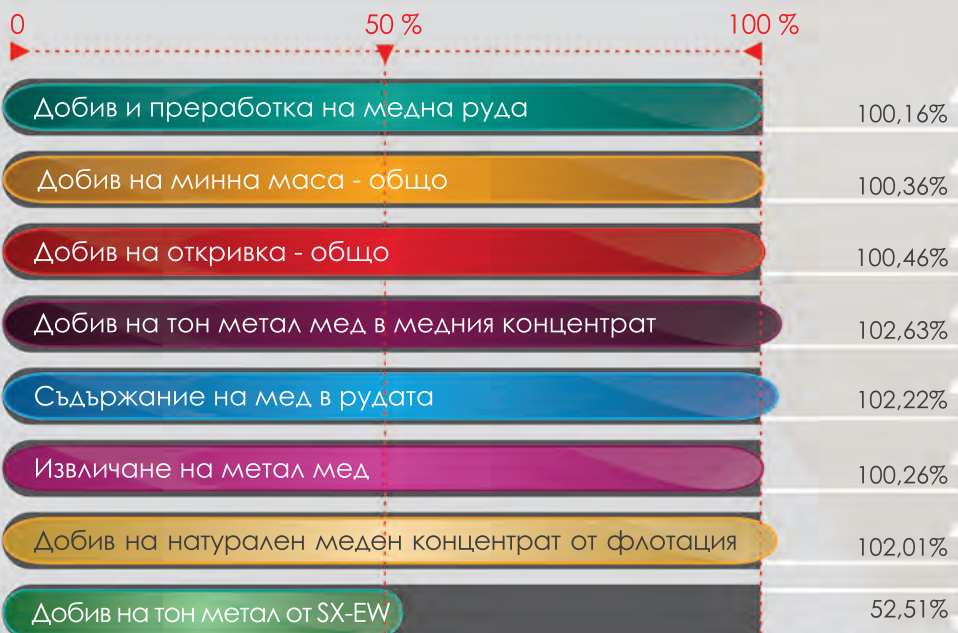 0 50 % 100 %
Добив и преработка на медна руда 100,16%
Добив на минна маса - общо 100,36%
Добив на откривка - общо 100,46%
Добив на тон метал мед в медния концентрат 102,63%
Съдържание на мед в рудата 102,22%
Извличане на метал мед 100,26%
Добив на натурален меден концентрат от флотация 102,01%
Добив на тон метал от SX-EW 52,51%